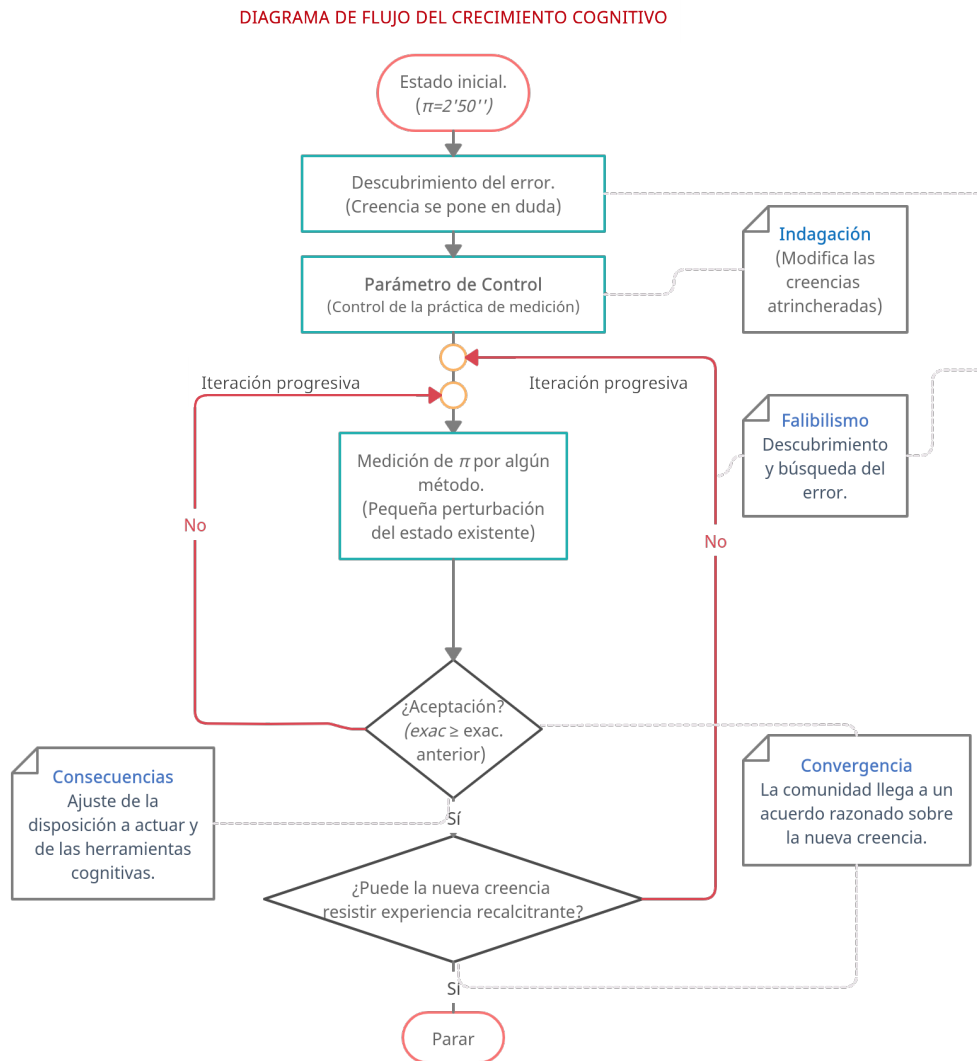 DIAGRAMA DE FLUJO DEL CRECIMIENTO COGNITIVO
Estado inicial.
(π=2'50'')
Descubrimiento del error.
(Creencia se pone en duda)
Indagación
(Modifica las
creencias
atrincheradas)
Parámetro de Control
(Control de la práctica de medición)
Iteración progresiva
Iteración progresiva
Falibilismo
Descubrimiento
y búsqueda del
error.
Medición de π por algún
método.
(Pequeña perturbación
del estado existente)
No
No
¿Aceptación?
(exac ≥ exac.
anterior)
Consecuencias
Ajuste de la
disposición a actuar y
de las herramientas
cognitivas.
Convergencia
La comunidad llega a un
acuerdo razonado sobre
la nueva creencia.
Sí
¿Puede la nueva creencia
resistir experiencia recalcitrante?
Sí
Parar